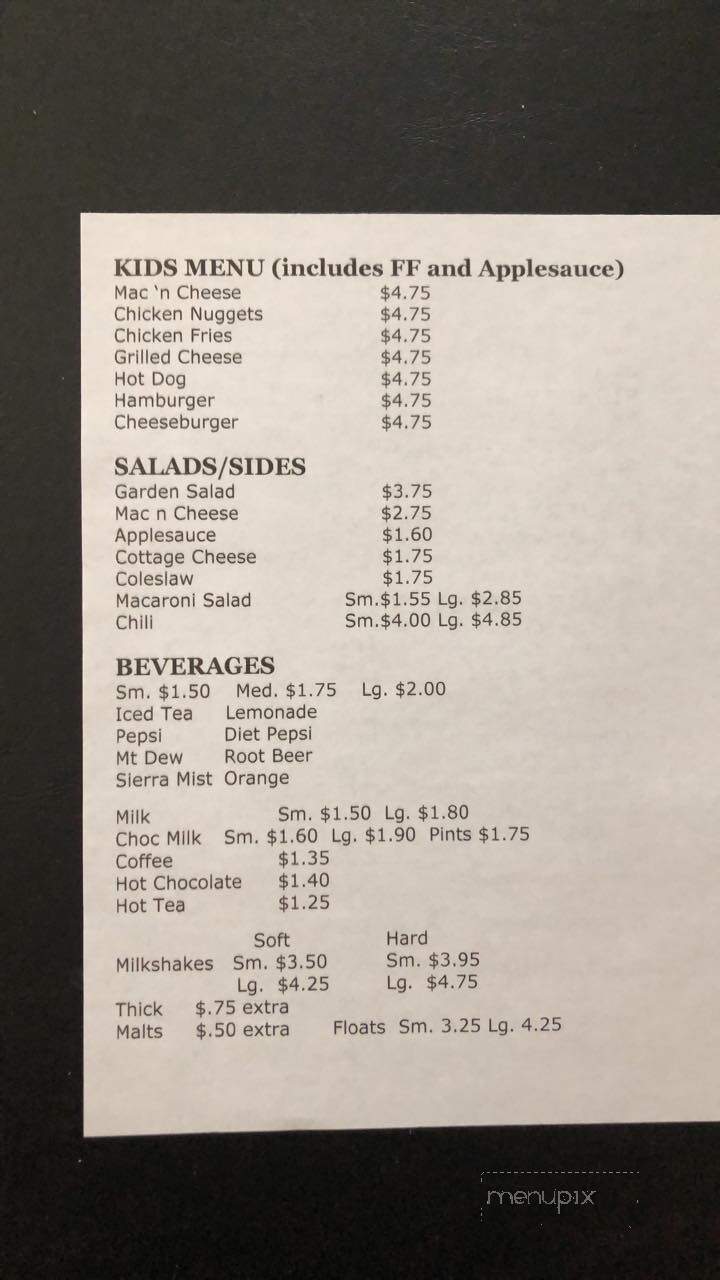 KIDS MENU (includes FF and Applesauce)
Mac 'n Cheese $4.75
Chicken Nuggets $4.75
Chicken Fries $4.75
Grilled Cheese $4.75
Hot Dog $4.75
Hamburger $4.75
Cheeseburger $4.75
SALADS/SIDES
Garden Salad $3.75
Mac n Cheese $2.75
Applesauce $1.60
Cottage Cheese $1.75
Coleslaw $1.75
Macaroni Salad Sm.$1.55 Lg. $2.85
Chili Sm.$4.00 Lg. $4.85
BEVERAGES
Sm. $1.50 Med. $1.75 Lg. $2.00
Iced Tea Lemonade
Pepsi Diet Pepsi
Mt Dew Root Beer
Sierra Mist Orange
Milk Sm. $1.50 Lg. $1.80
Choc Milk Sm. $1.60 Lg. $1.90 Pints $1.75
Coffee $1.35
Hot Chocolate $1.40
Hot Tea $1.25
Soft Hard
Milkshakes Sm. $3.50 Sm. $3.95
Lg. $4.25 Lg. $4.75
Thick $.75 extra
Malts $.50 extra Floats Sm. 3.25 Lg. 4.25
menupix